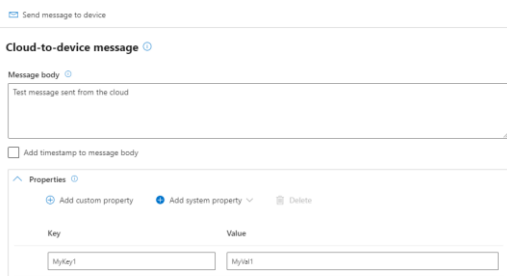 Send message to device
Cloud-to-device message
Message body
Test message sent from the cloud
Add timestamp to message body
Properties
Add custom property Add system property Delete
Key Value
MyKey1 MyVal1